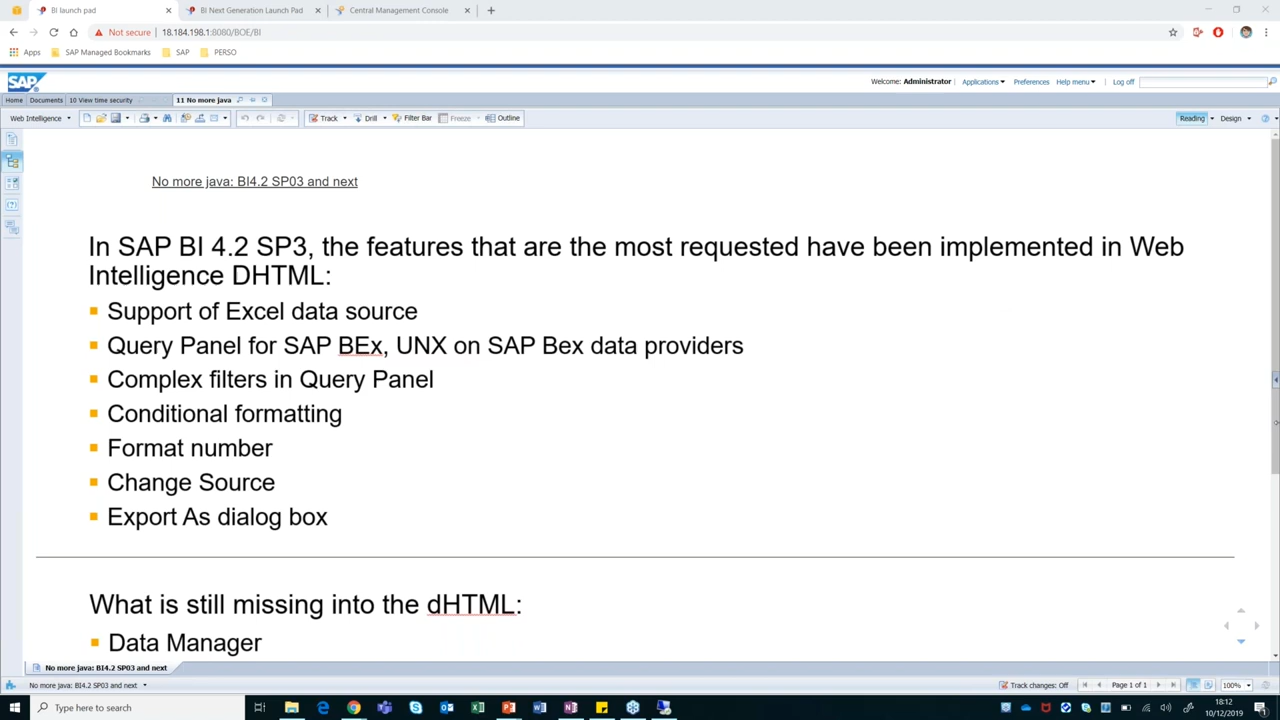 BI launch pad
BI Next Generation Launch Pad
Central Management Console
Not secure
18.184.198.1:8080/BOE/BI
Apps
SAP Managed Bookmarks
SAP
PERSO
SAP
Welcome: Administrator
Applications
Preferences
Help menu
Log off
Home
Documents
10 View time security
11 No more java
Web Intelligence
Track
Drill
Filter Bar
Freeze
Outline
Reading
Design
No more java: BI4.2 SP03 and next
In SAP BI 4.2 SP3, the features that are the most requested have been implemented in Web
Intelligence DHTML:
Support of Excel data source
Query Panel for SAP BEx, UNX on SAP Bex data providers
Complex filters in Query Panel
Conditional formatting
Format number
Change Source
Export As dialog box
What is still missing into the dHTML:
Data Manager
No more java: BI4.2 SP03 and next
No more java: BI4.2 SP03 and next
Track changes: Off
Page 1 of 1
100%
Type here to search
18:12
10/12/2019